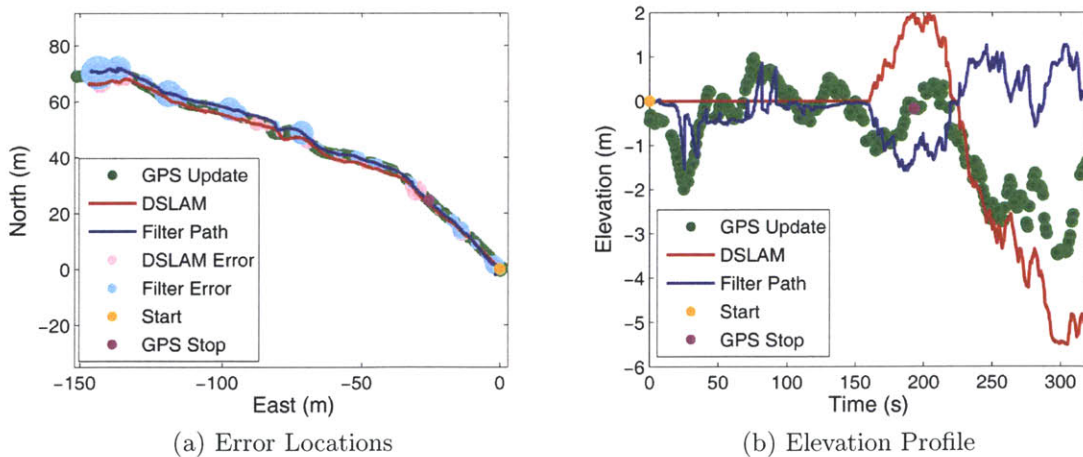 80
60
40
20
0
−20
−150
−100
−50
0
North (m)
East (m)
GPS Update
DSLAM
Filter Path
DSLAM Error
Filter Error
Start
GPS Stop
(a) Error Locations
2
1
0
−1
−2
−3
−4
−5
−6
0
50
100
150
200
250
300
Elevation (m)
Time (s)
GPS Update
DSLAM
Filter Path
Start
GPS Stop
(b) Elevation Profile